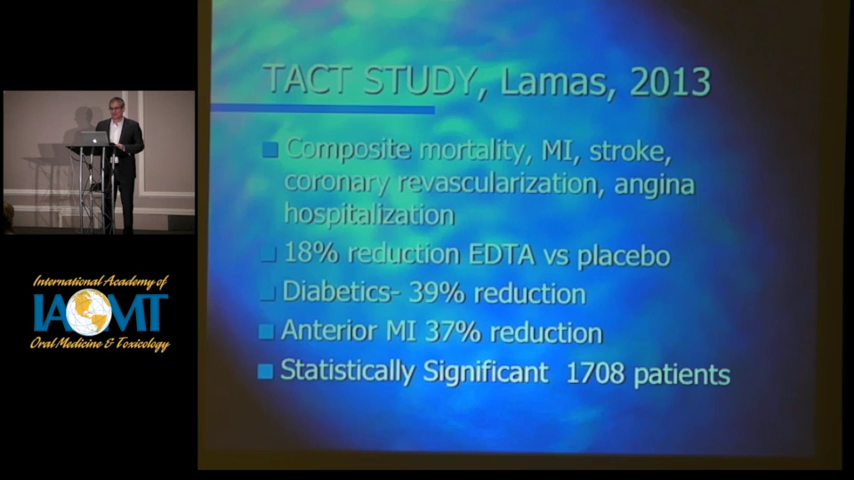 TACT STUDY, Lamas, 2013
Composite mortality, MI, stroke,
coronary revascularization, angina
hospitalization
18% reduction EDTA vs placebo
Diabetics- 39% reduction
Anterior MI 37% reduction
Statistically Significant 1708 patients
International Academy of
IAOMT
Oral Medicine & Toxicology